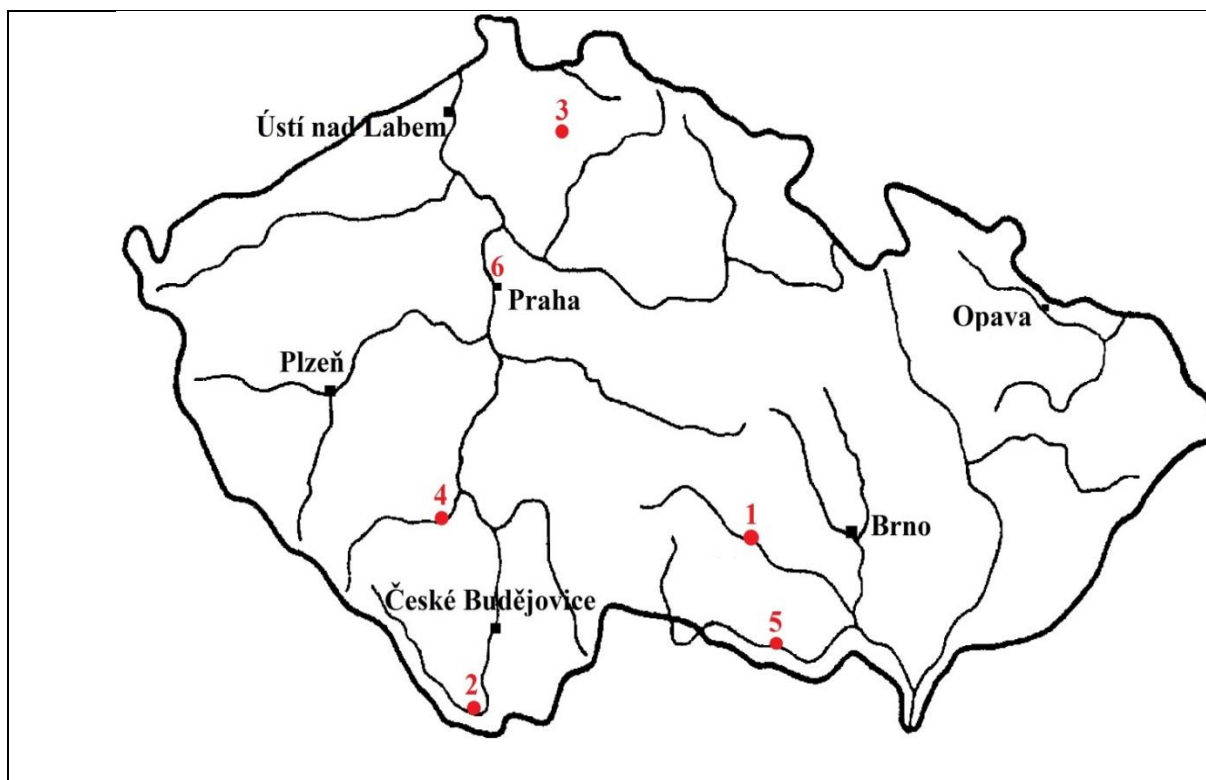 3
Ústí nad Labem
6
Praha
Opava
Plzeň
4
1
Brno
České Budějovice
5
2